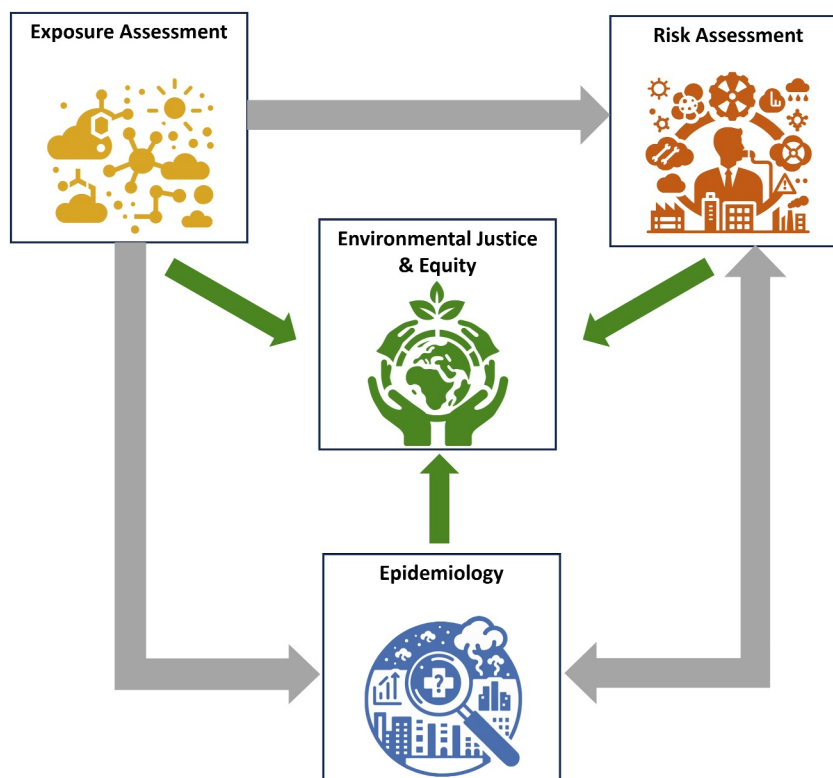 Exposure Assessment
Risk Assessment
Environmental Justice
& Equity
Epidemiology
?